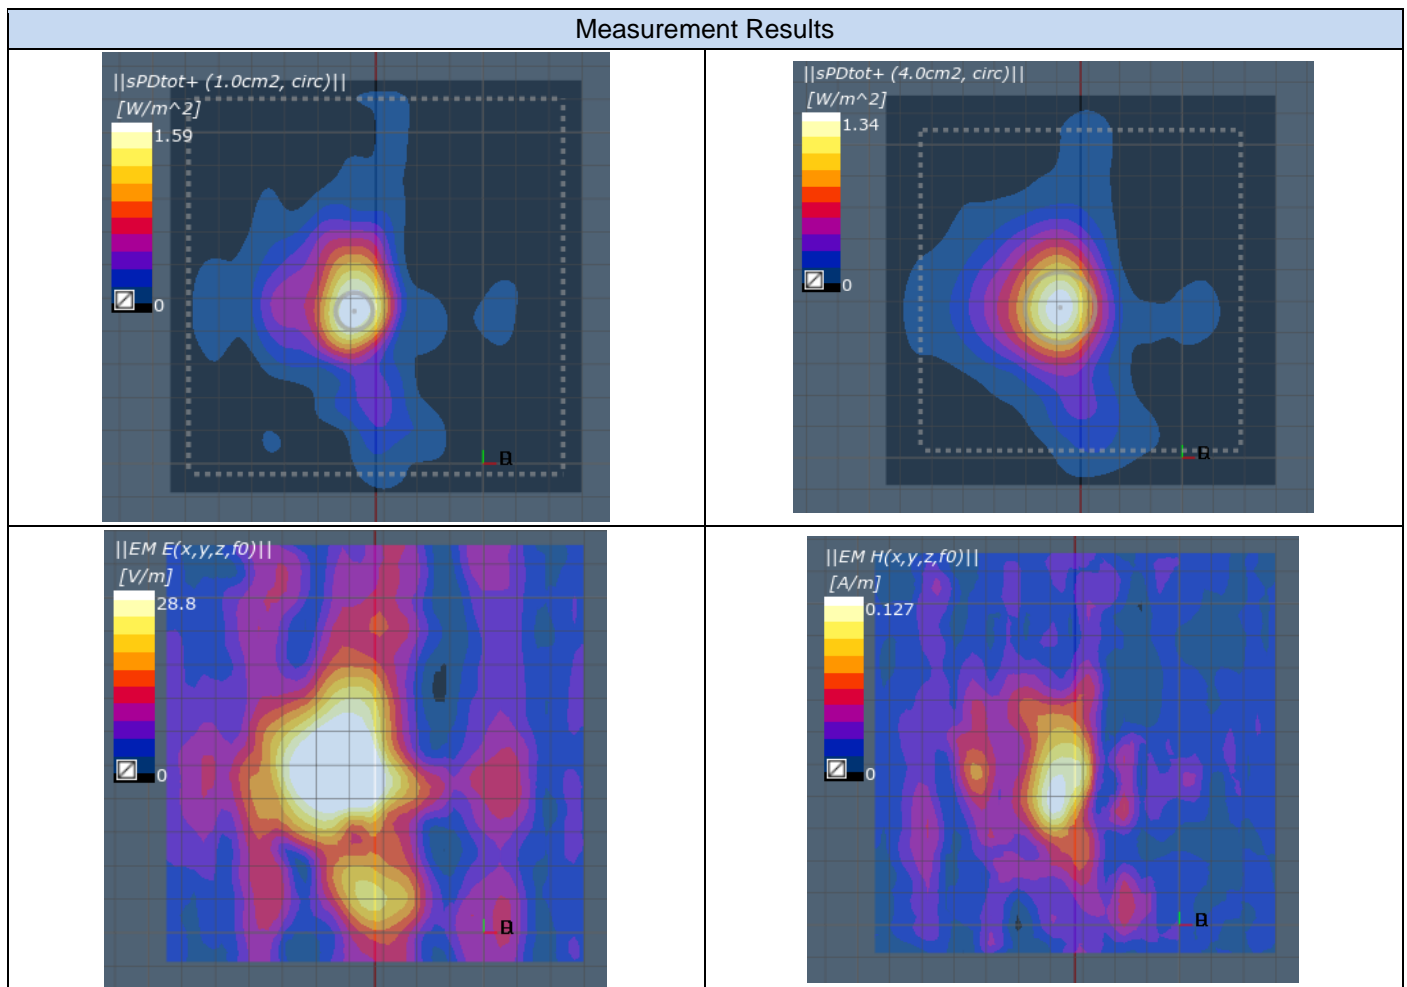 Measurement Results
||sPDtot+ (1.0cm2, circ)||
[W/m^2]
1.59
0
||sPDtot+ (4.0cm2, circ)||
[W/m^2]
1.34
0
||EM E(x,y,z,f0)||
[V/m]
28.8
0
||EM H(x,y,z,f0)||
[A/m]
0.127
0